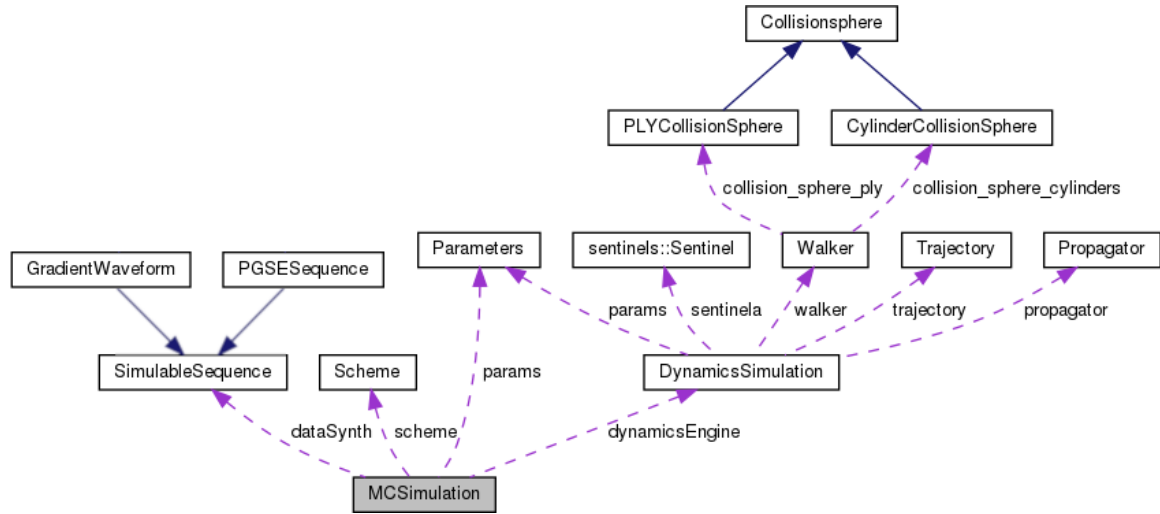 Collisionsphere
PLYCollisionSphere
CylinderCollisionSphere
collision_sphere_ply
collision_sphere_cylinders
Parameters
sentinels::Sentinel
Walker
Trajectory
Propagator
GradientWaveform
PGSESequence
params
sentinela
walker
trajectory
propagator
SimulableSequence
Scheme
params
DynamicsSimulation
dataSynth
scheme
dynamicsEngine
MCSimulation